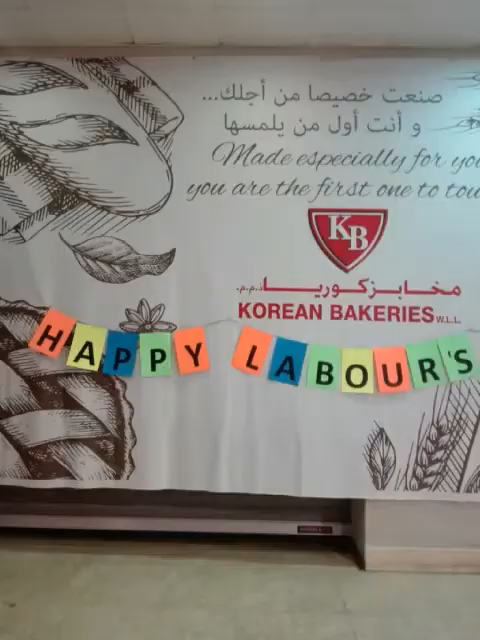 صنعت خصيصا من أجلك...
و أنت أول من يلمسها
Made especially for you
you are the first one to tou
KB
مخابز كوريا ذ.م.م.
KOREAN BAKERIES W.L.L.
HAPPY LABOUR'S